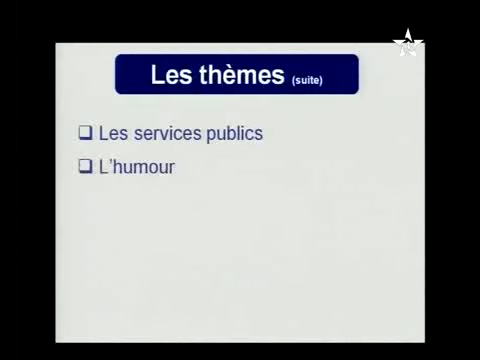 Les thèmes (suite)
❑ Les services publics
❑ L'humour